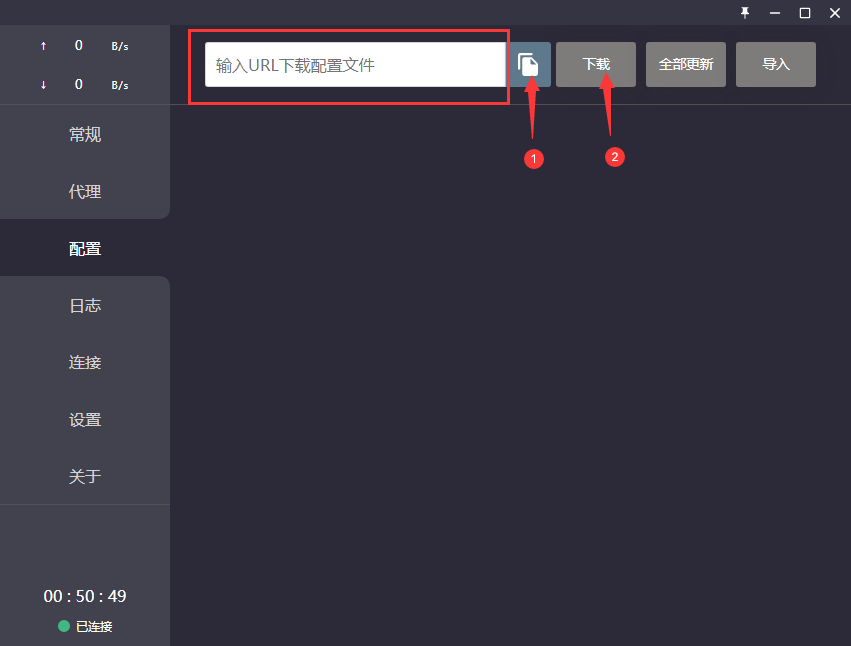 ↑ 0 B/s
↓ 0 B/s
输入URL下载配置文件
下载
全部更新
导入
1
2
常规
代理
配置
日志
连接
设置
关于
00 : 50 : 49
已连接